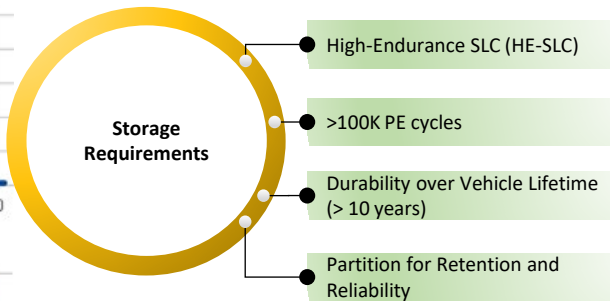 Storage
Requirements
High-Endurance SLC (HE-SLC)
>100K PE cycles
Durability over Vehicle Lifetime
(> 10 years)
Partition for Retention and
Reliability